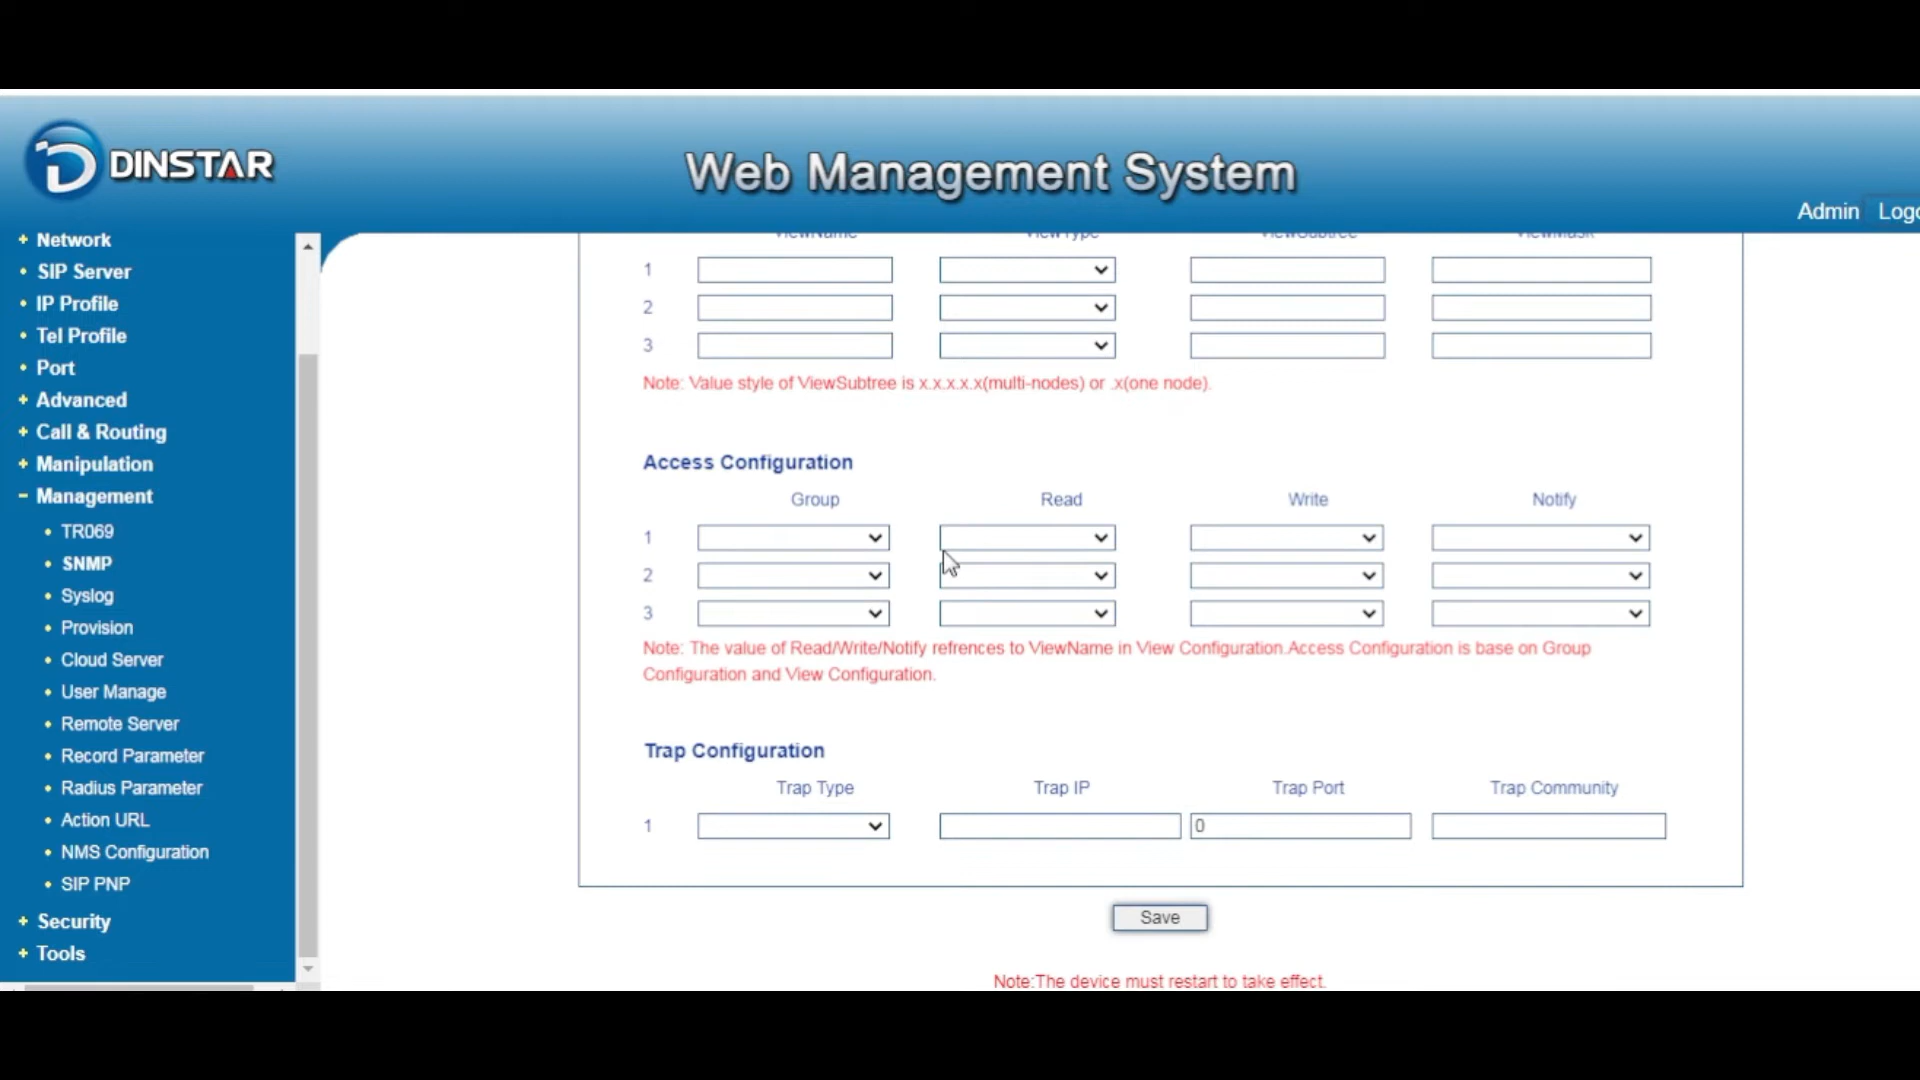 DINSTAR
Web Management System
Admin Logo
Network
SIP Server
IP Profile
Tel Profile
Port
Advanced
Call & Routing
Manipulation
Management
TR069
SNMP
Syslog
Provision
Cloud Server
User Manage
Remote Server
Record Parameter
Radius Parameter
Action URL
NMS Configuration
SIP PNP
Security
Tools
ViewName ViewType ViewSubtree ViewMask
1
2
3
Note: Value style of ViewSubtree is x.x.x.x.x(multi-nodes) or .x(one node).
Access Configuration
Group Read Write Notify
1
2
3
Note: The value of Read/Write/Notify refrences to ViewName in View Configuration.Access Configuration is base on Group
Configuration and View Configuration.
Trap Configuration
Trap Type Trap IP Trap Port Trap Community
1 0
Save
Note:The device must restart to take effect.